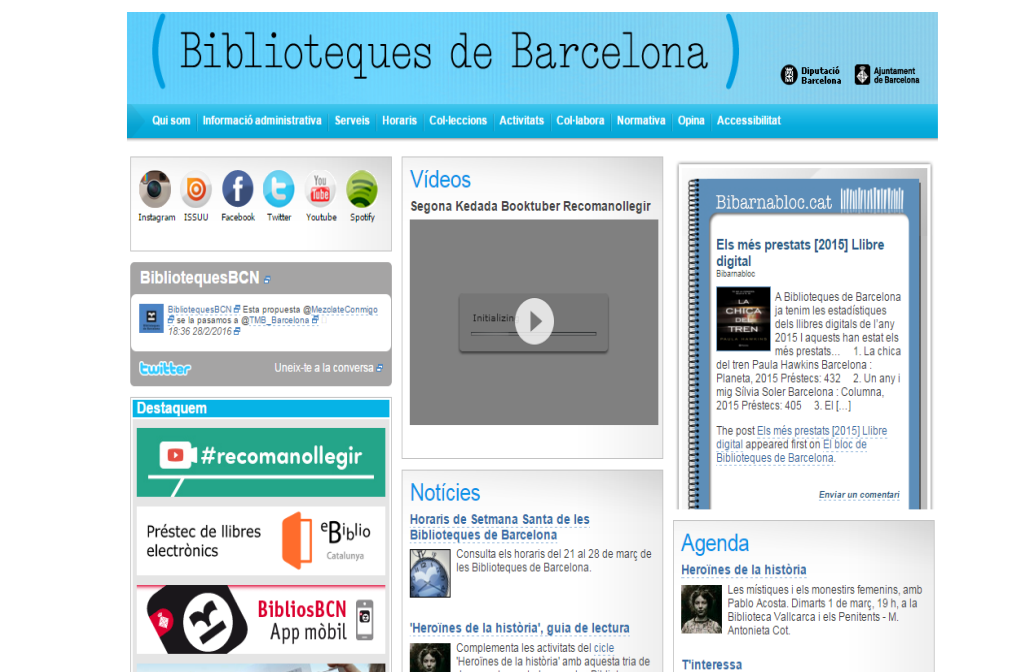 Biblioteques de Barcelona
Diputació
Barcelona
Ajuntament
de Barcelona
Qui som Informació administrativa Serveis Horaris Col·leccions Activitats Col·labora Normativa Opina Accessibilitat
Instagram ISSUU Facebook Twitter Youtube Spotify
You
Tube
BibliotequesBCN
BibliotequesBCN Esta propuesta @MezclateConmigo
se la pasamos a @TMB_Barcelona
18:36 28/2/2016
twitter Uneix-te a la conversa
Destaquem
#recomanollegir
Préstec de llibres
electrònics
eBiblio
Catalunya
BibliosBCN
App mòbil
Vídeos
Segona Kedada Booktuber Recomanollegir
Initializin
Notícies
Horaris de Setmana Santa de les
Biblioteques de Barcelona
Consulta els horaris del 21 al 28 de març de
les Biblioteques de Barcelona.
'Heroïnes de la història', guia de lectura
Complementa les activitats del cicle
'Heroïnes de la història' amb aquesta tria de
Bibarnabloc.cat
Els més prestats [2015] Llibre
digital
Bibarnabloc
LA
CHICA
DEL
TREN
PAULA HAWKINS
A Biblioteques de Barcelona
ja tenim les estadístiques
dels llibres digitals de l'any
2015 I aquests han estat els
més prestats... 1. La chica
del tren Paula Hawkins Barcelona :
Planeta, 2015 Préstecs: 432 2. Un any i
mig Sílvia Soler Barcelona : Columna,
2015 Prèstecs: 405 3. El [...]
The post Els més prestats [2015] Llibre
digital appeared first on El bloc de
Biblioteques de Barcelona.
Enviar un comentari
Agenda
Heroïnes de la història
Les místiques i els monestirs femenins, amb
Pablo Acosta. Dimarts 1 de març, 19 h, a la
Biblioteca Vallcarca i els Penitents - M.
Antonieta Cot.
T'interessa